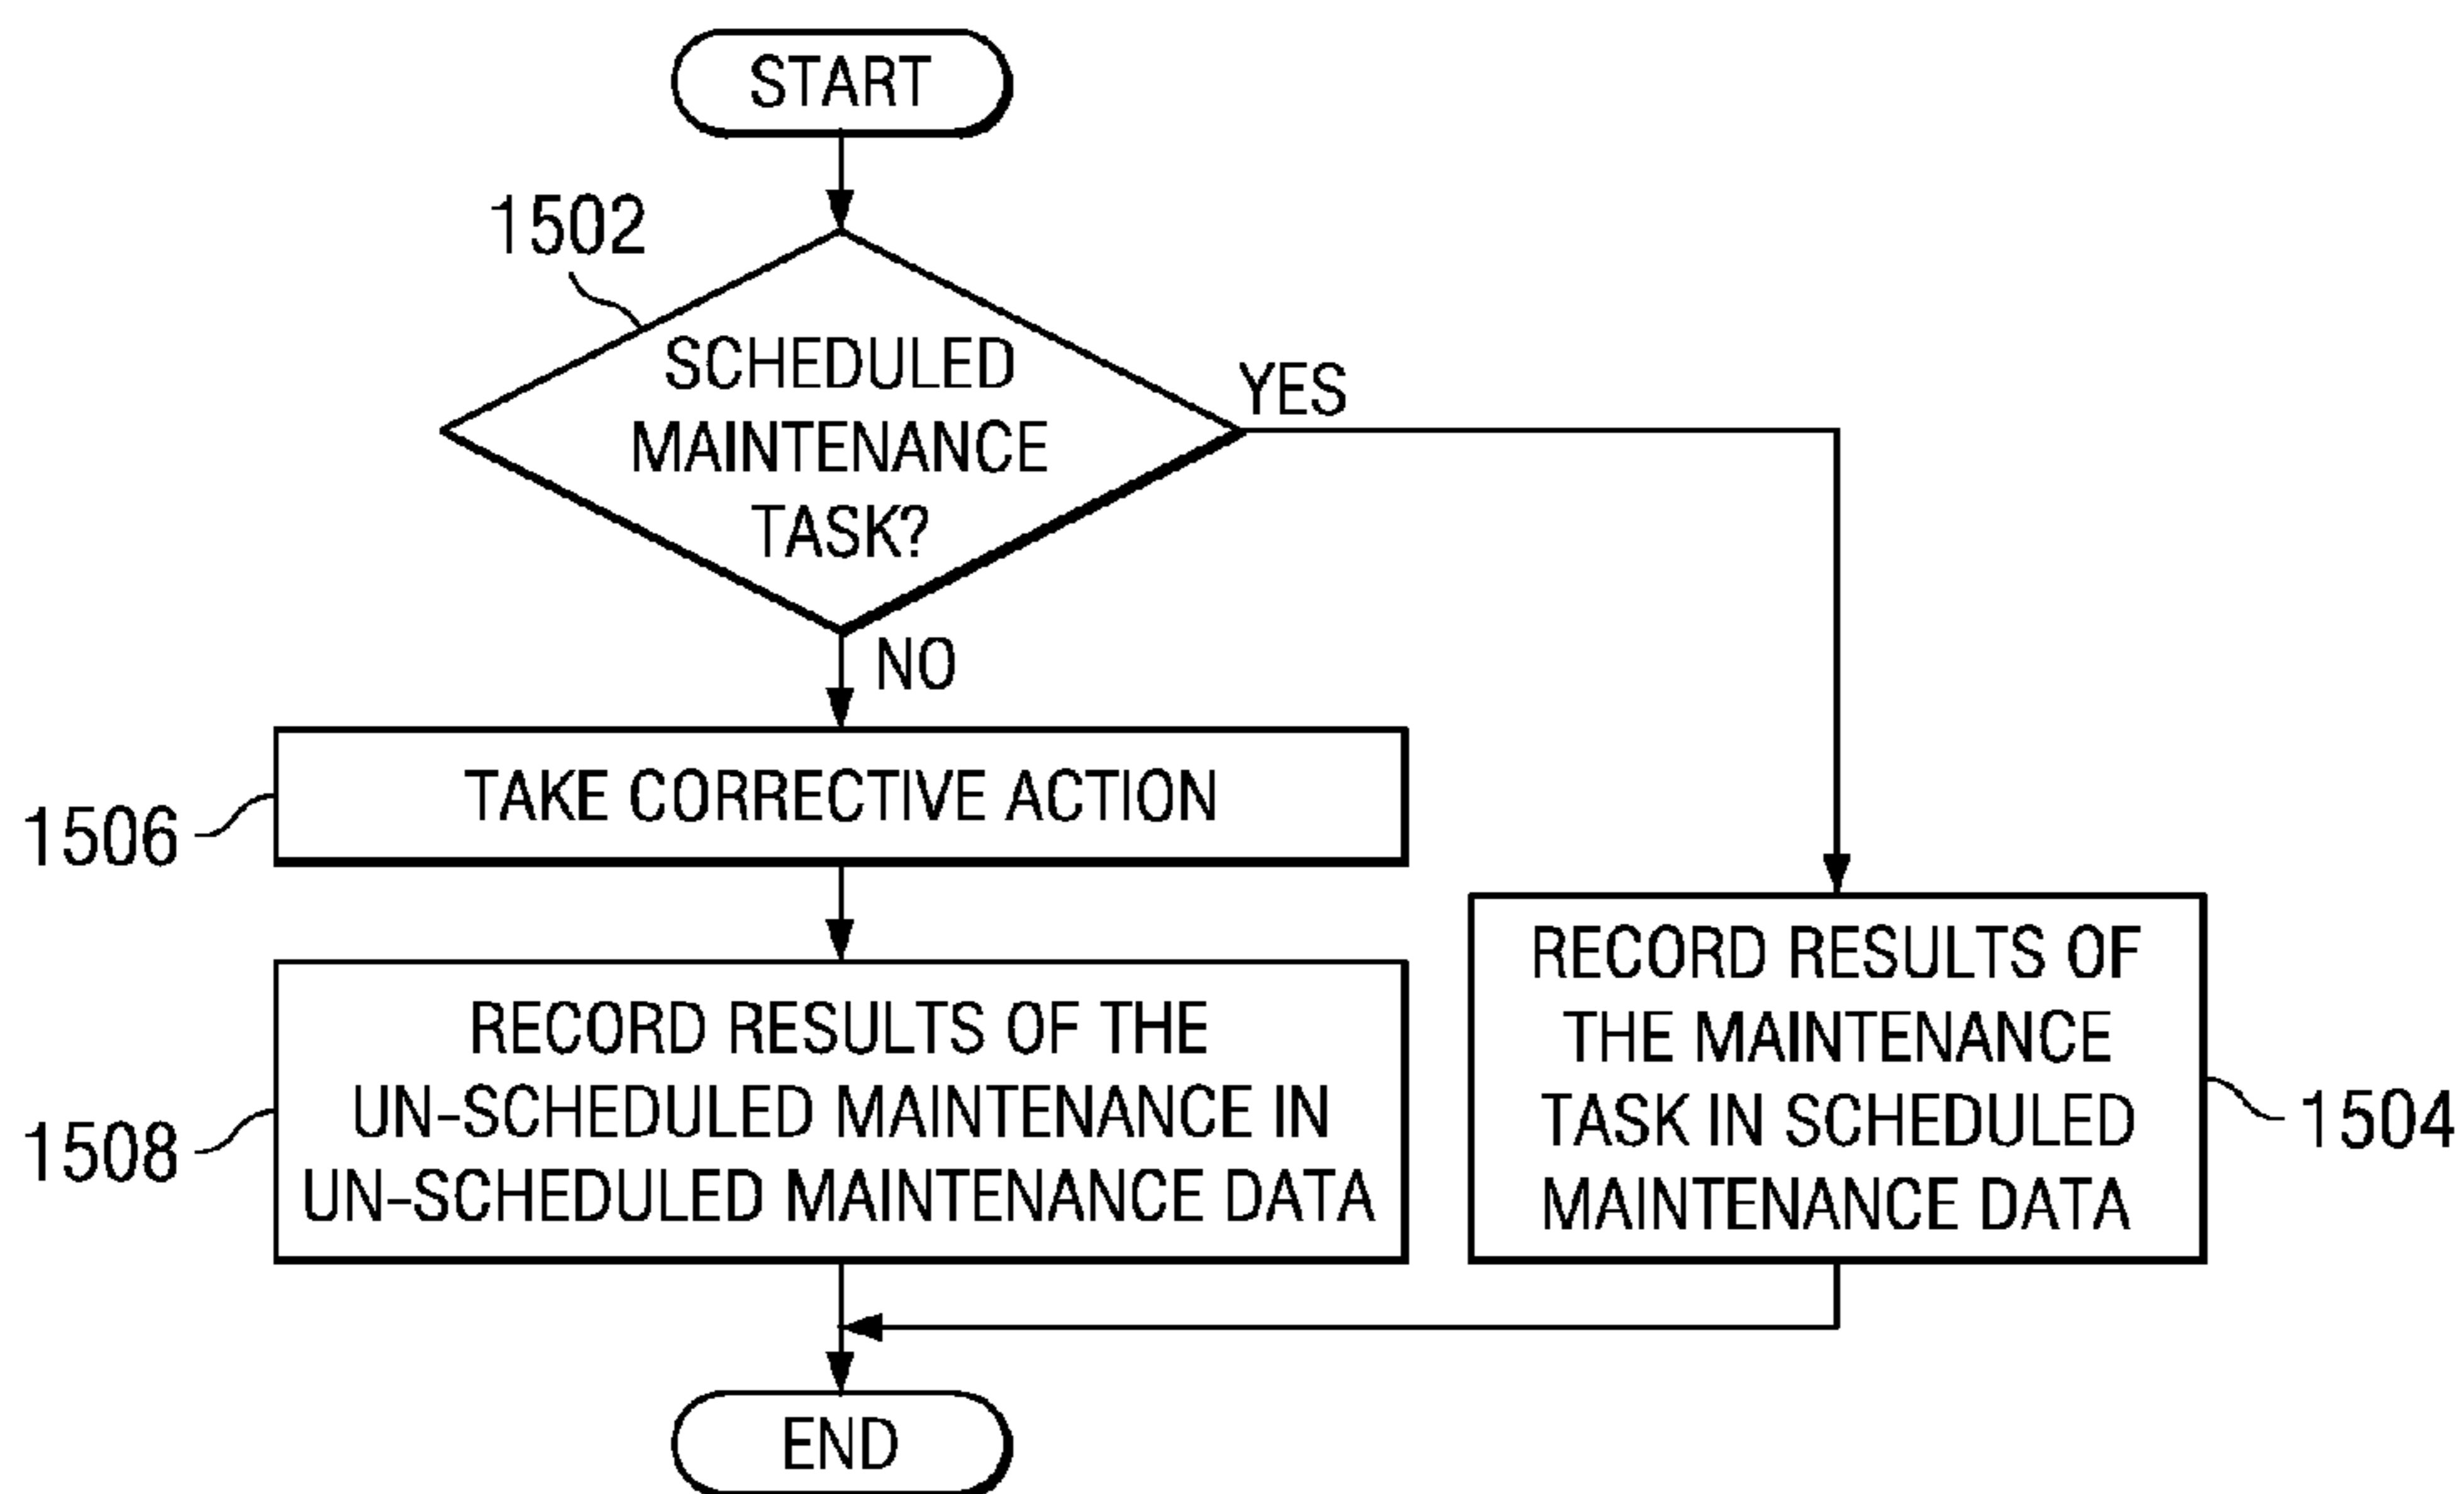 START
1502
SCHEDULED
MAINTENANCE
TASK?
YES
NO
TAKE CORRECTIVE ACTION
1506
RECORD RESULTS OF THE
UN-SCHEDULED MAINTENANCE IN
UN-SCHEDULED MAINTENANCE DATA
1508
RECORD RESULTS OF
THE MAINTENANCE
TASK IN SCHEDULED
MAINTENANCE DATA
1504
END